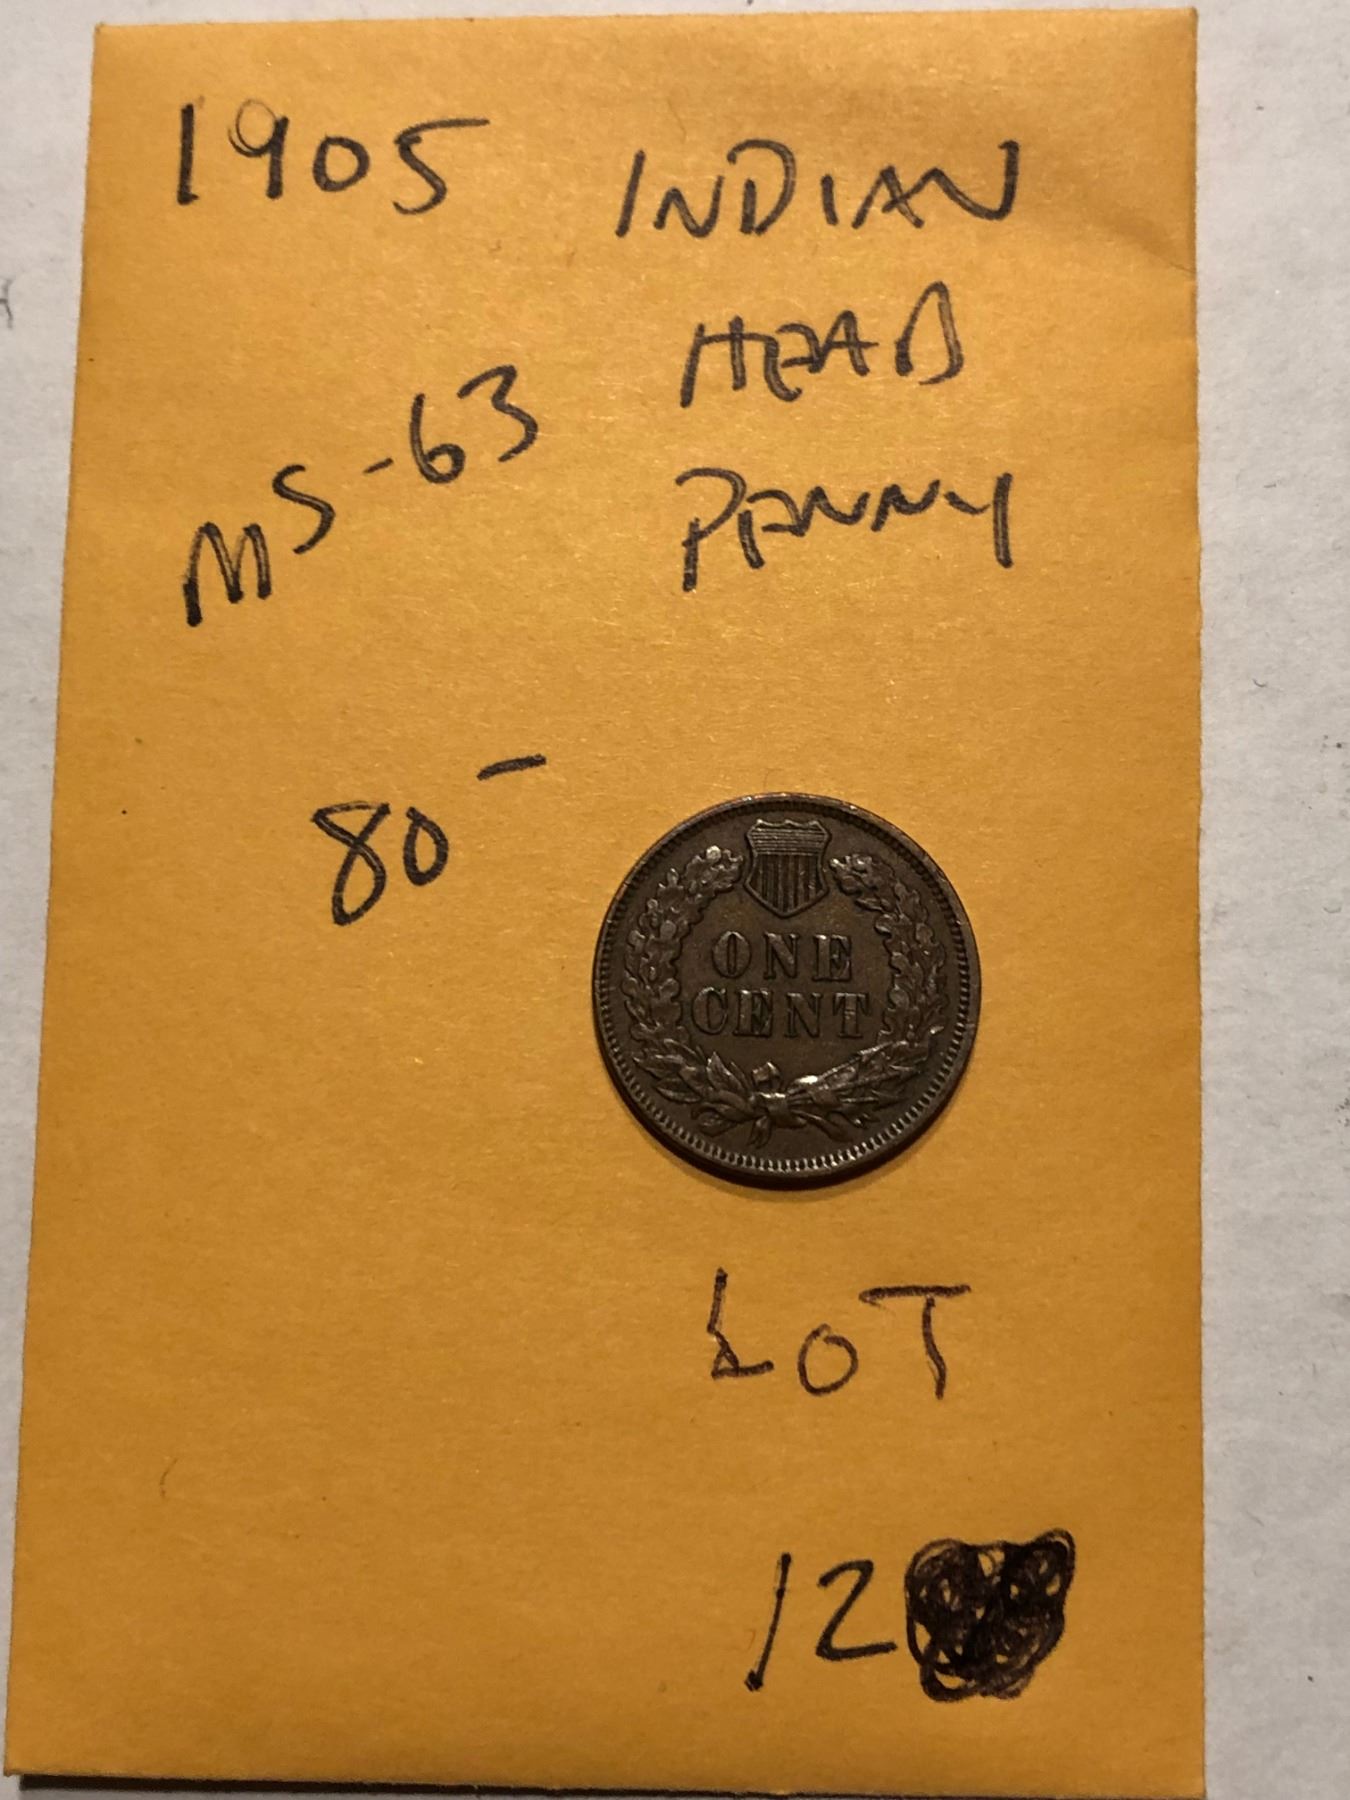 1905 INDIAN
HEAD
MS-63
PENNY
80-
ONE
CENT
LOT
12